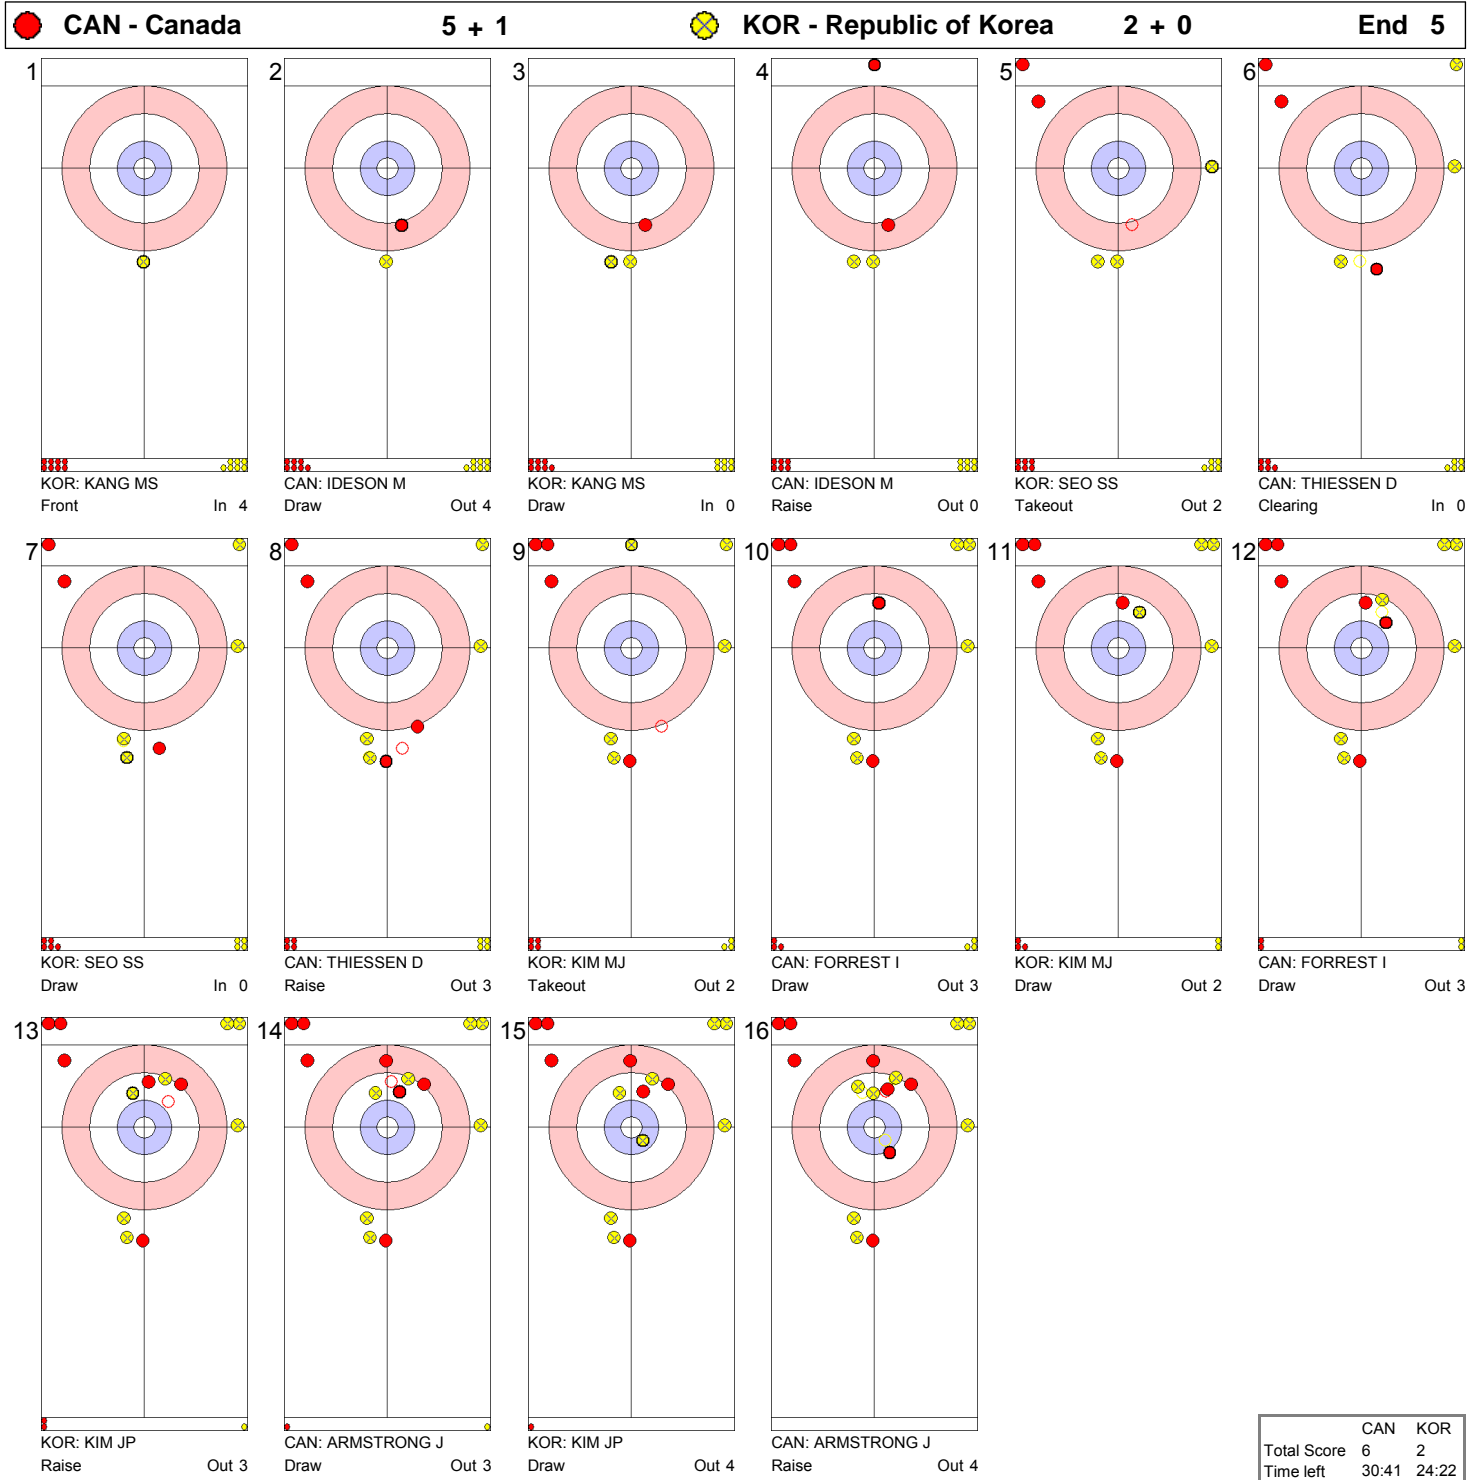 CAN - Canada 5 + 1 KOR - Republic of Korea 2 + 0 End 5
1 2 3 4 5 6
KOR: KANG MS CAN: IDESON M KOR: KANG MS CAN: IDESON M KOR: SEO SS CAN: THIESSEN D
Front In 4 Draw Out 4 Draw In 0 Raise Out 0 Takeout Out 2 Clearing In 0
7 8 9 10 11 12
KOR: SEO SS CAN: THIESSEN D KOR: KIM MJ CAN: FORREST I KOR: KIM MJ CAN: FORREST I
Draw In 0 Raise Out 3 Takeout Out 2 Draw Out 3 Draw Out 2 Draw Out 3
13 14 15 16
KOR: KIM JP CAN: ARMSTRONG J KOR: KIM JP CAN: ARMSTRONG J
Raise Out 3 Draw Out 3 Draw Out 4 Raise Out 4
CAN KOR
Total Score 6 2
Time left 30:41 24:22